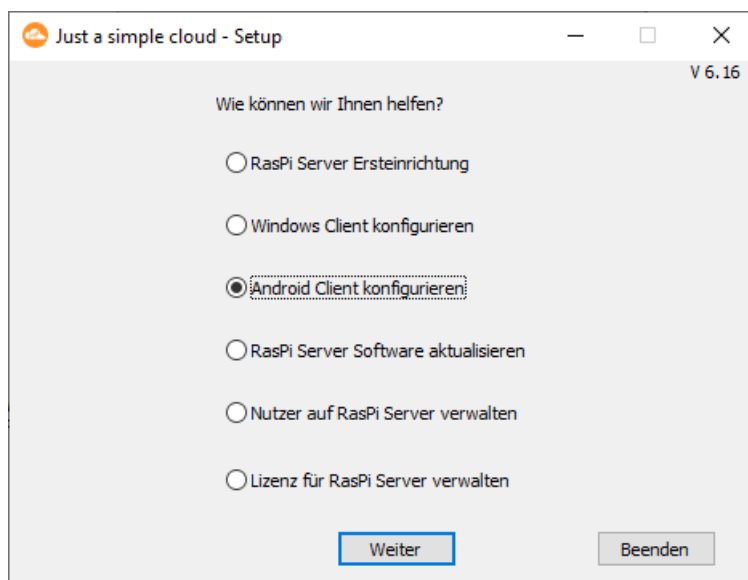 Just a simple cloud - Setup
V 6.16
Wie können wir Ihnen helfen?
RasPi Server Ersteinrichtung
Windows Client konfigurieren
Android Client konfigurieren
RasPi Server Software aktualisieren
Nutzer auf RasPi Server verwalten
Lizenz für RasPi Server verwalten
Weiter
Beenden